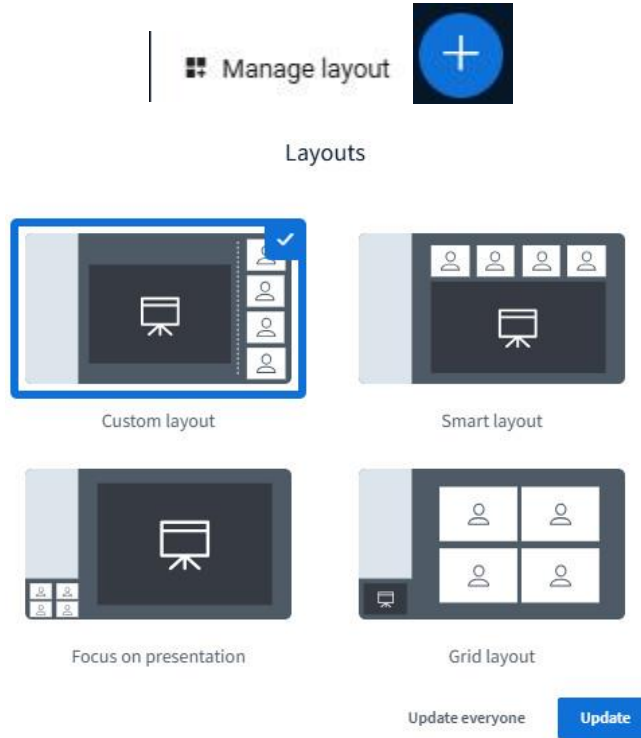 Manage layout
Layouts
Custom layout
Smart layout
Focus on presentation
Grid layout
Update everyone
Update